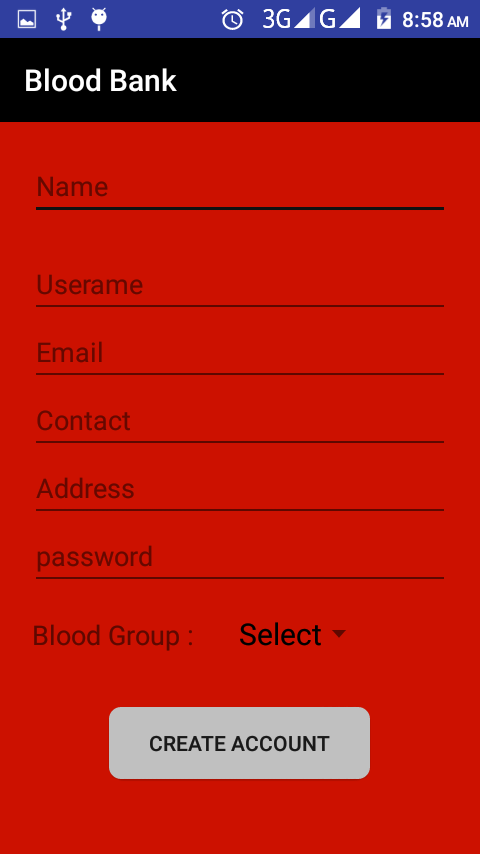 3G G 8:58 AM
Blood Bank
Name
Userame
Email
Contact
Address
password
Blood Group : Select
CREATE ACCOUNT